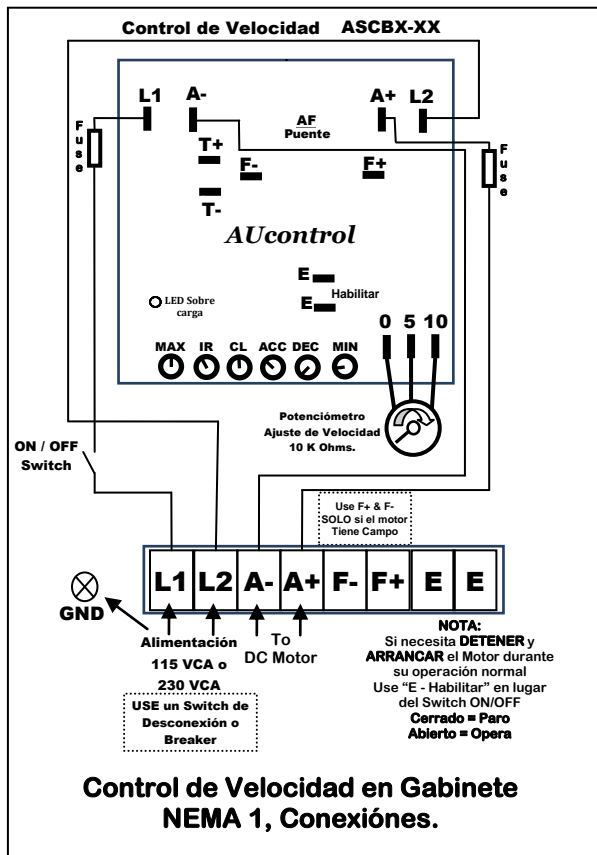 Control de Velocidad ASCBX-XX
L1 A- AF A+ L2
Puente
Fuse
Fuse
T+ F- F+
T-
AUcontrol
E
E Habilitar
LED Sobre
carga
0 5 10
MAX IR CL ACC DEC MIN
Potenciómetro
Ajuste de Velocidad
10 K Ohms.
ON / OFF
Switch
Use F+ & F-
SOLO si el motor
Tiene Campo
L1 L2 A- A+ F- F+ E E
GND
Alimentación
115 VCA o
230 VCA
To
DC Motor
USE un Switch de
Desconexión o
Breaker
NOTA:
Si necesita DETENER y
ARRANCAR el Motor durante
su operación normal
Use “E - Habilitar” en lugar
del Switch ON/OFF
Cerrado = Paro
Abierto = Opera
Control de Velocidad en Gabinete
NEMA 1, Conexiónes.